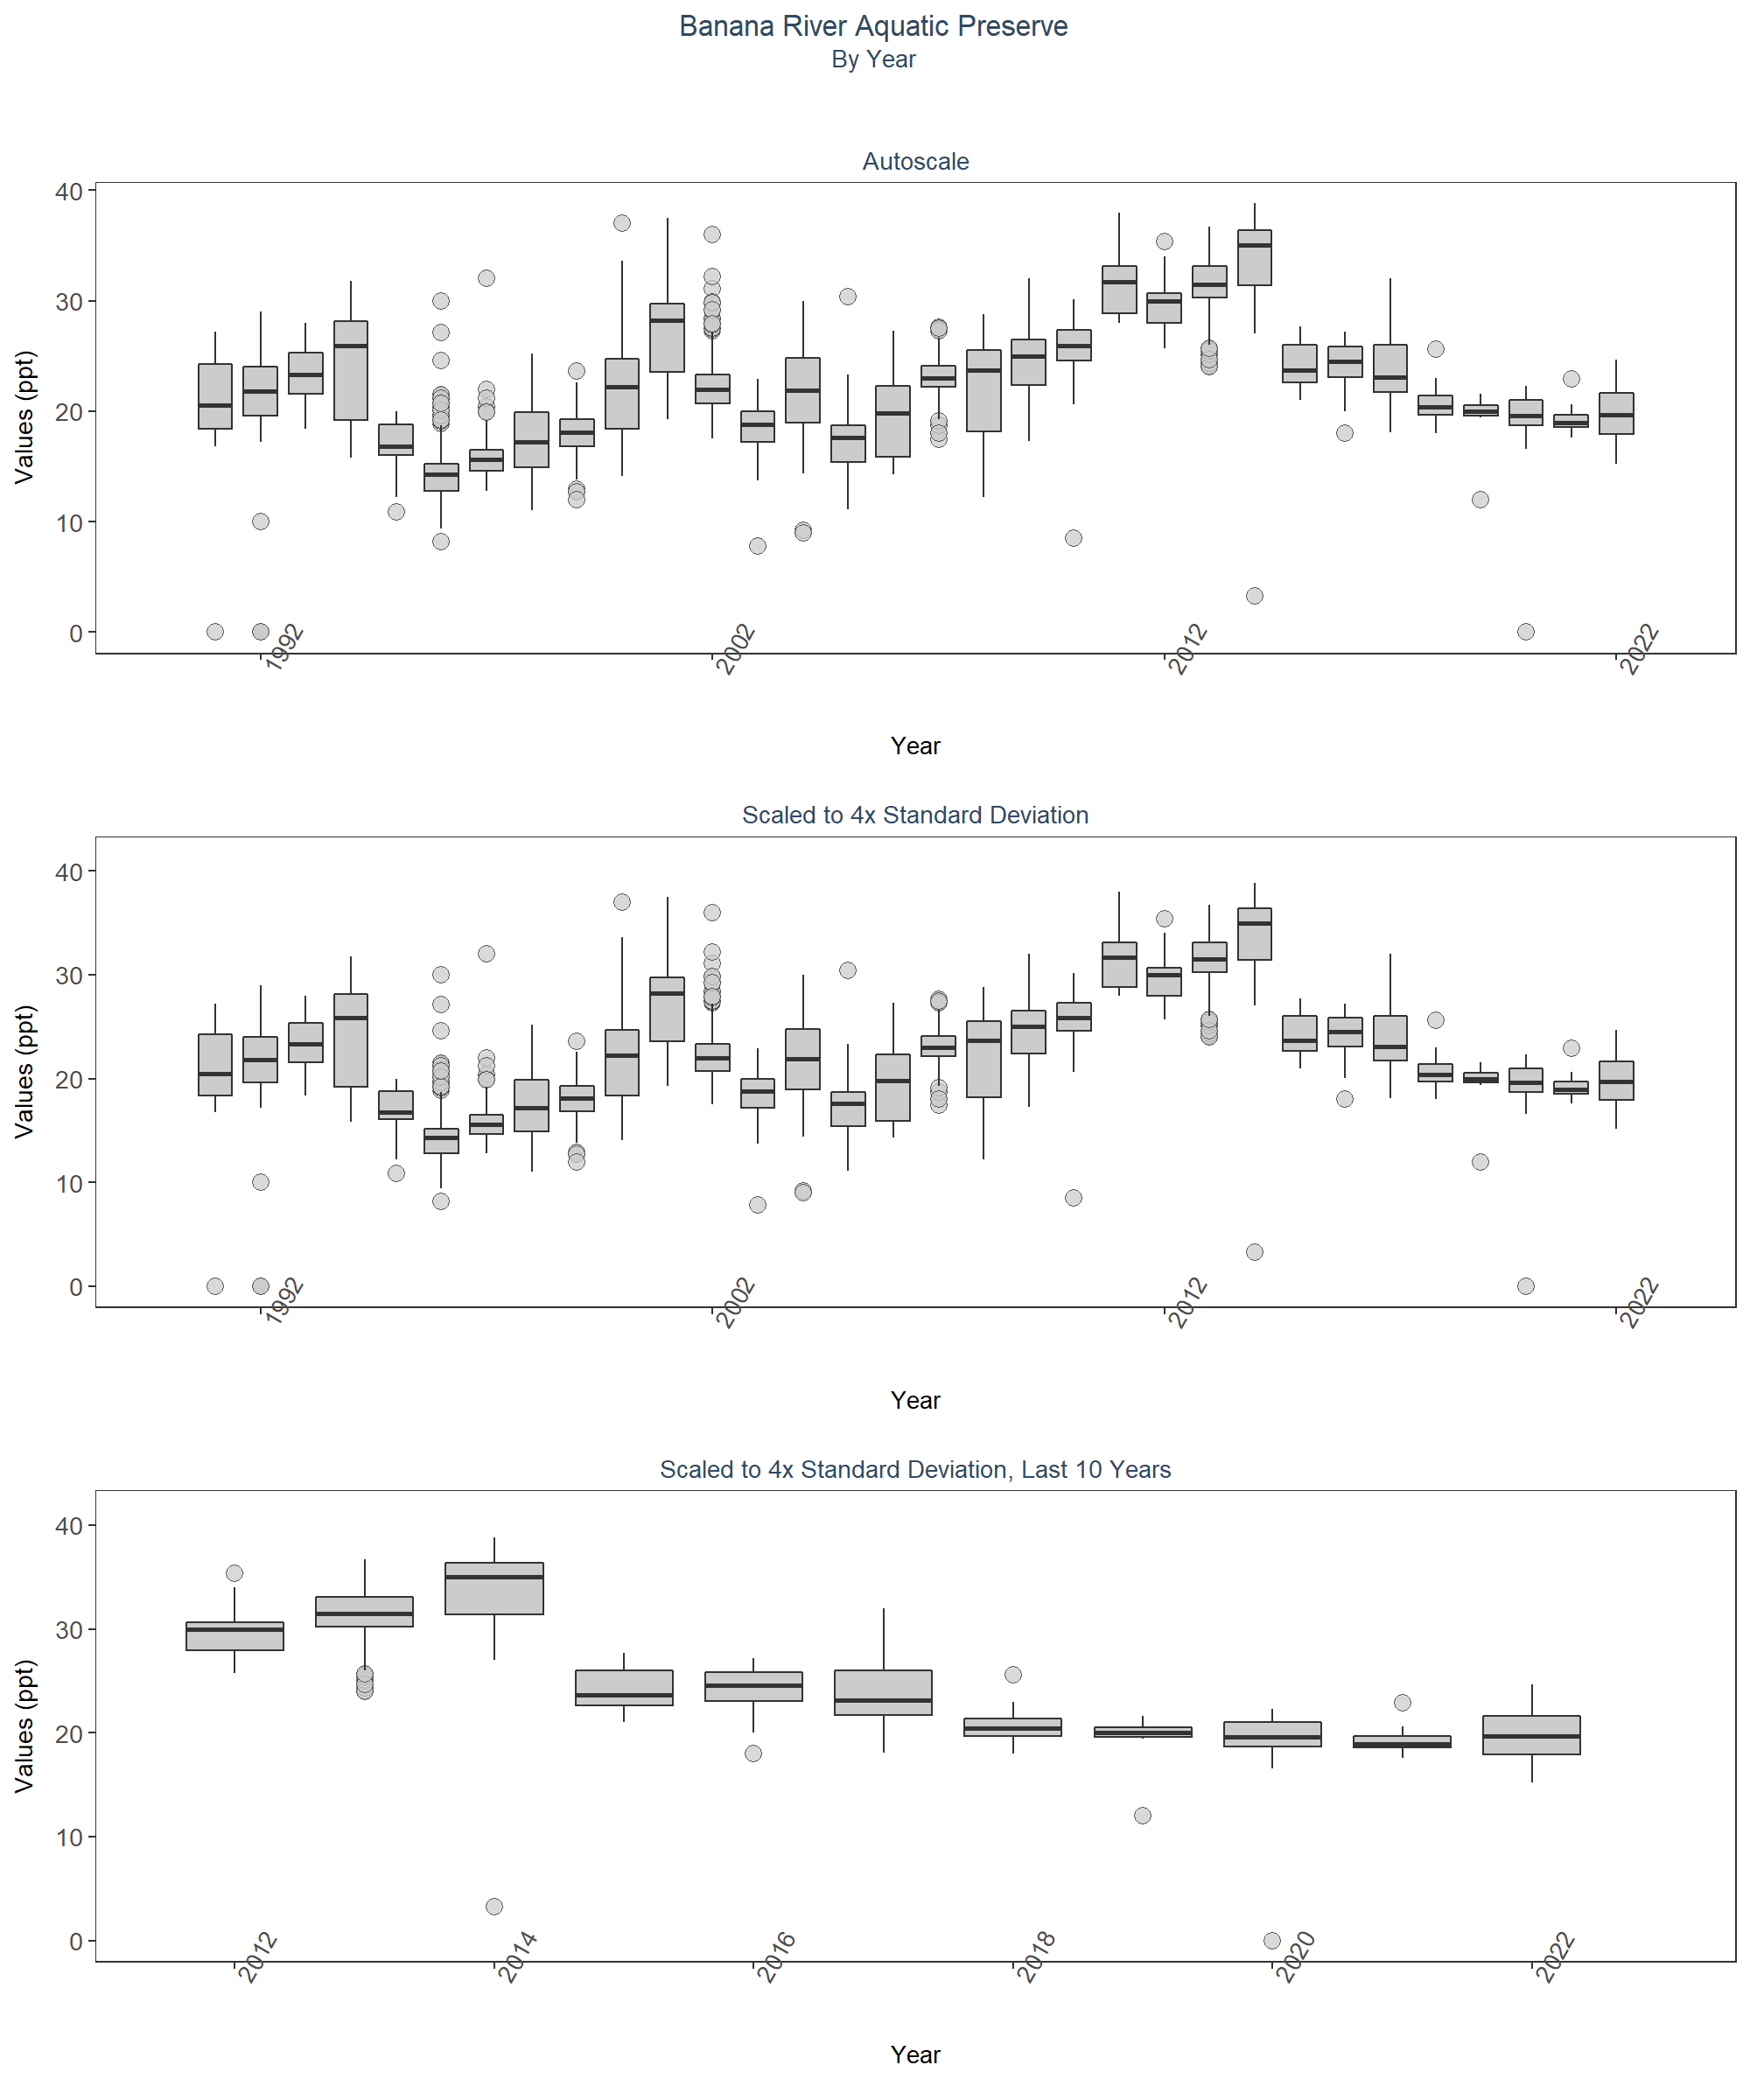 Banana River Aquatic Preserve
By Year
Autoscale
Values (ppt)
40
30
20
10
0
1992
2002
2012
2022
Year
Scaled to 4x Standard Deviation
Values (ppt)
40
30
20
10
0
1992
2002
2012
2022
Year
Scaled to 4x Standard Deviation, Last 10 Years
Values (ppt)
40
30
20
10
0
2012
2014
2016
2018
2020
2022
Year